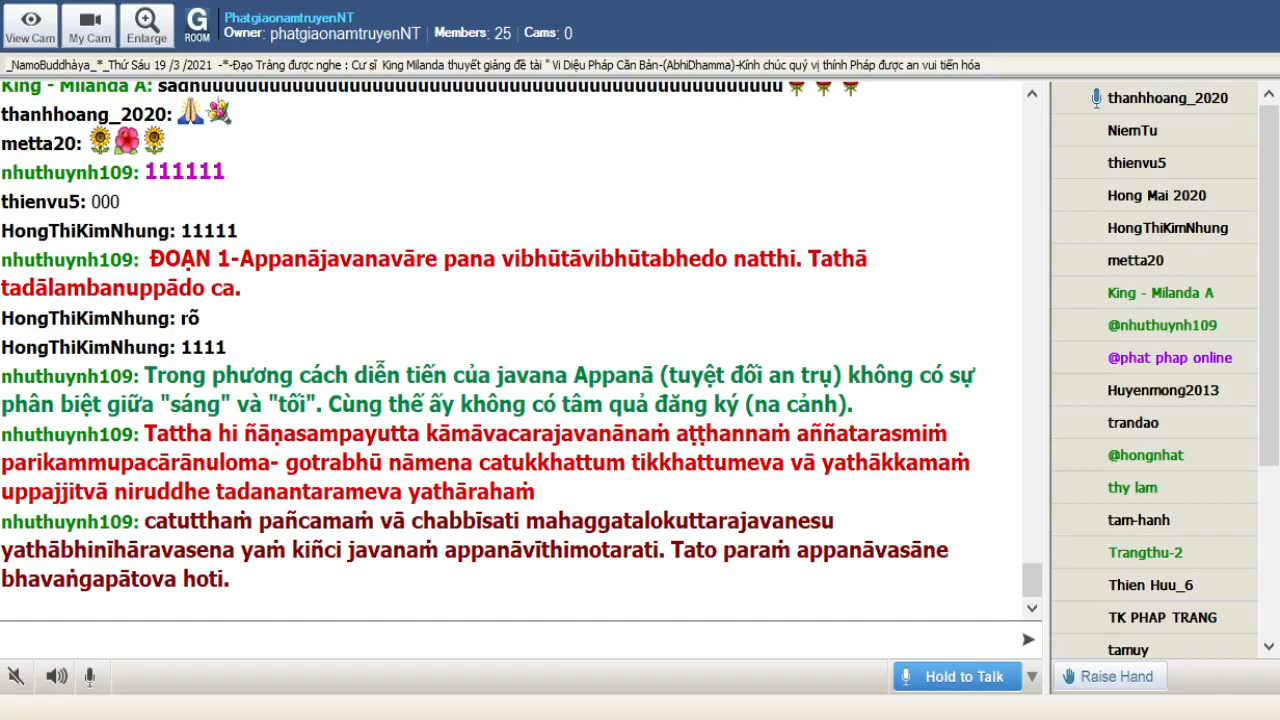 View Cam
My Cam
Enlarge
G
ROOM
PhatgiaonamtruyenNT
Owner: phatgiaonamtruyenNT | Members: 25 | Cams: 0
_NamoBuddhàya_*_Thứ Sáu 19 /3 /2021 -*-Đạo Tràng được nghe : Cư sĩ King Milanda thuyết giảng đề tài " Vi Diệu Pháp Căn Bản-(AbhiDhamma)-Kính chúc quý vị thính Pháp được an vui tiến hóa
King - Milanda A:
thanhhoang_2020:
metta20:
nhuthuynh109: 111111
thienvu5: 000
HongThiKimNhung: 11111
nhuthuynh109: ĐOẠN 1-Appanājavanavāre pana vibhūtāvibhūtabhedo natthi. Tathā
tadālambanuppādo ca.
HongThiKimNhung: rõ
HongThiKimNhung: 1111
nhuthuynh109: Trong phương cách diễn tiến của javana Appanā (tuyệt đối an trụ) không có sự
phân biệt giữa "sáng" và "tối". Cùng thế ấy không có tâm quả đăng ký (na cảnh).
nhuthuynh109: Tattha hi ñāṇasampayutta kāmāvacarajavanānaṁ aṭṭhannaṁ aññatarasmiṁ
parikammupacārānuloma- gotrabhū nāmena catukkhattum tikkhattumeva vā yathākkamaṁ
uppajjitvā niruddhe tadanantarameva yathārahaṁ
nhuthuynh109: catutthaṁ pañcamaṁ vā chabbīsati mahaggatalokuttarajavanesu
yathābhinīhāravasena yaṁ kiñci javanaṁ appanāvīthimotarati. Tato paraṁ appanāvasāne
bhavaṅgapātova hoti.
thanhhoang_2020
NiemTu
thienvu5
Hong Mai 2020
HongThiKimNhung
metta20
King - Milanda A
@nhuthuynh109
@phat phap online
Huyenmong2013
trandao
@hongnhat
thy lam
tam-hanh
Trangthu-2
Thien Huu_6
TK PHAP TRANG
tamuy
Hold to Talk
Raise Hand